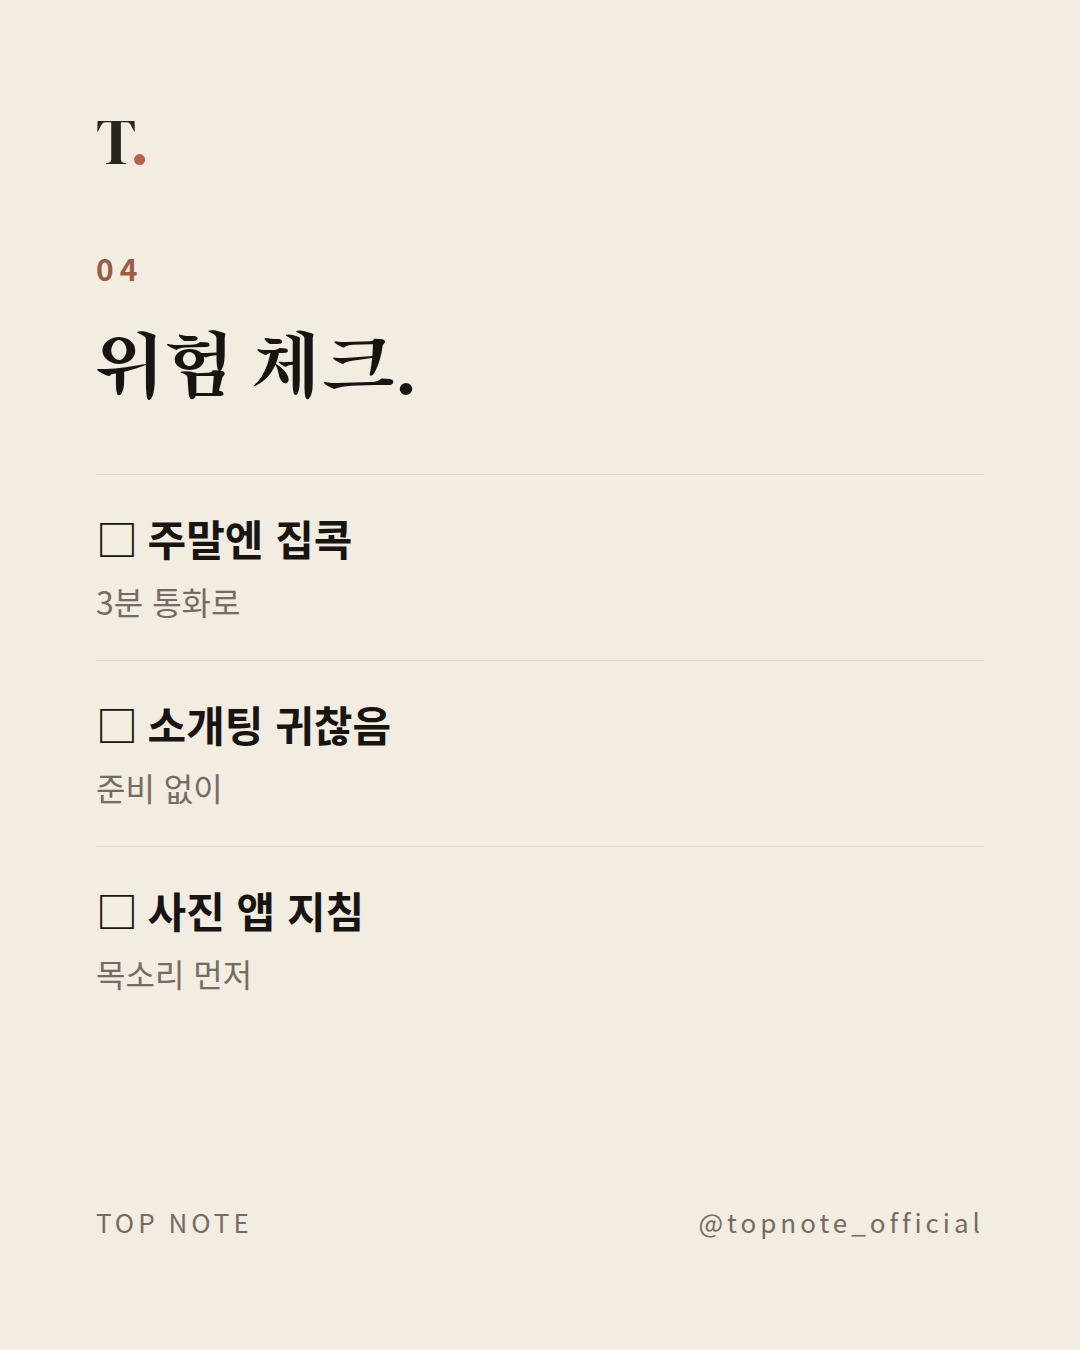 T.
04
위험 체크.
□ 주말엔 집콕
3분 통화로
□ 소개팅 귀찮음
준비 없이
□ 사진 앱 지침
목소리 먼저
TOP NOTE
@topnote_official